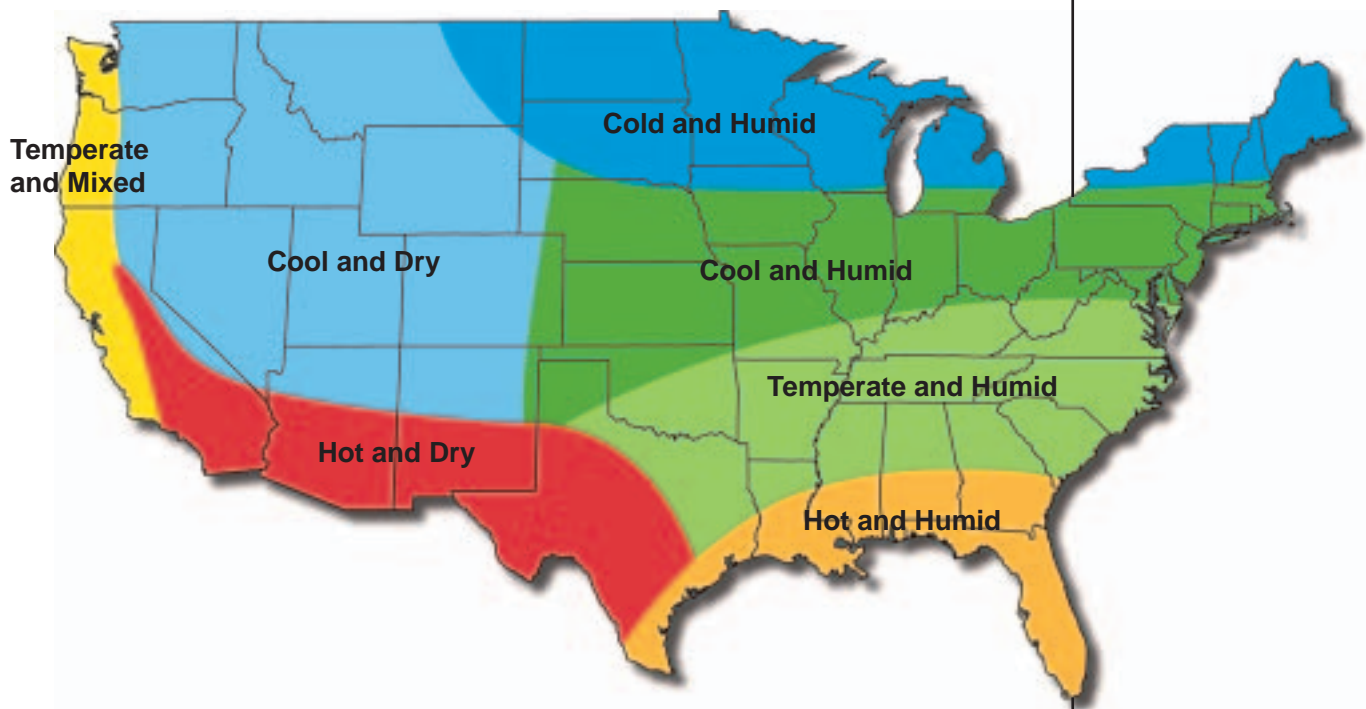 Cold and Humid
Temperate
and Mixed
Cool and Dry
Cool and Humid
Temperate and Humid
Hot and Dry
Hot and Humid